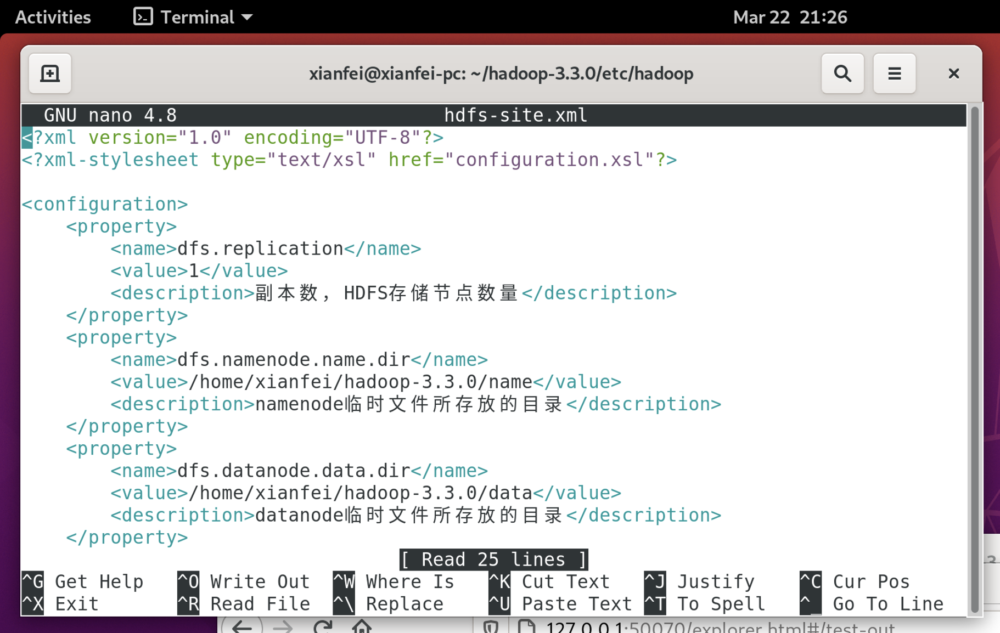 Activities Terminal Mar 22 21:26
xianfei@xianfei-pc: ~/hadoop-3.3.0/etc/hadoop
GNU nano 4.8 hdfs-site.xml
<?xml version="1.0" encoding="UTF-8"?>
<?xml-stylesheet type="text/xsl" href="configuration.xsl"?>
<configuration>
<property>
<name>dfs.replication</name>
<value>1</value>
<description>副本数，HDFS存储节点数量</description>
</property>
<property>
<name>dfs.namenode.name.dir</name>
<value>/home/xianfei/hadoop-3.3.0/name</value>
<description>namenode临时文件所存放的目录</description>
</property>
<property>
<name>dfs.datanode.data.dir</name>
<value>/home/xianfei/hadoop-3.3.0/data</value>
<description>datanode临时文件所存放的目录</description>
</property>
[ Read 25 lines ]
^G Get Help ^O Write Out ^W Where Is ^K Cut Text ^J Justify ^C Cur Pos
^X Exit ^R Read File ^\ Replace ^U Paste Text ^T To Spell ^_ Go To Line
127.0.0.1:50070/explorer.html#/test-out